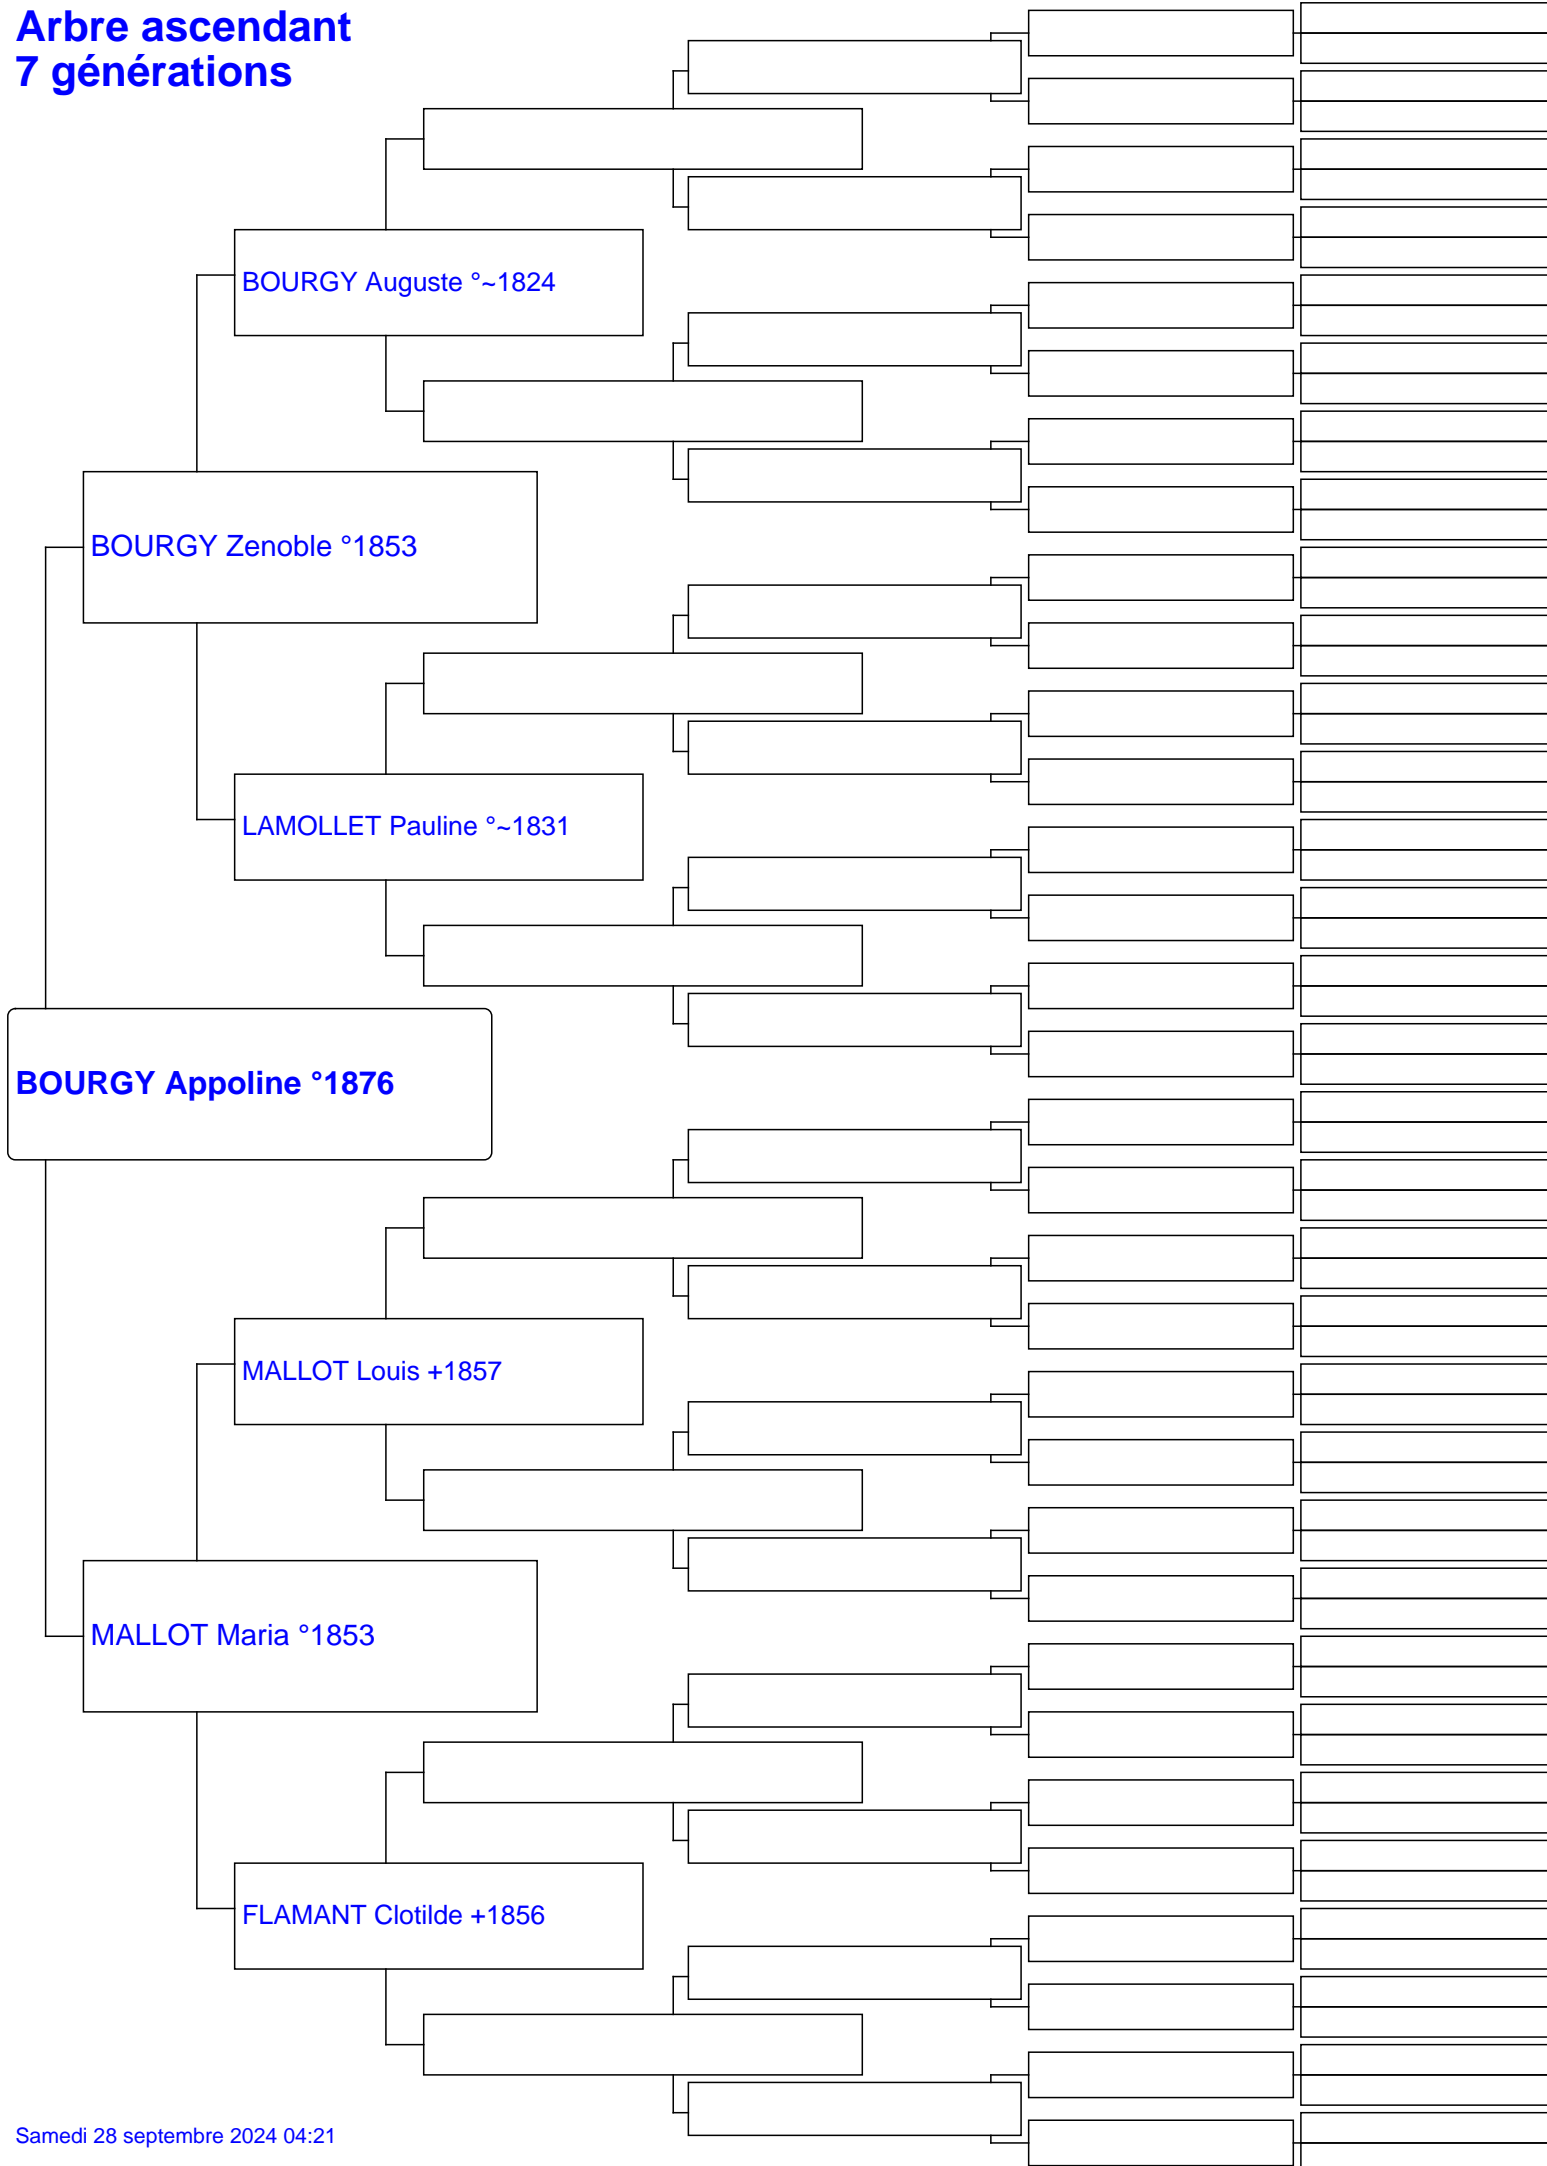 Arbre ascendant
7 générations
BOURGY Auguste °~1824
BOURGY Zenoble °1853
LAMOLLET Pauline °~1831
BOURGY Appoline °1876
MALLOT Louis +1857
MALLOT Maria °1853
FLAMANT Clotilde +1856
Samedi 28 septembre 2024 04:21